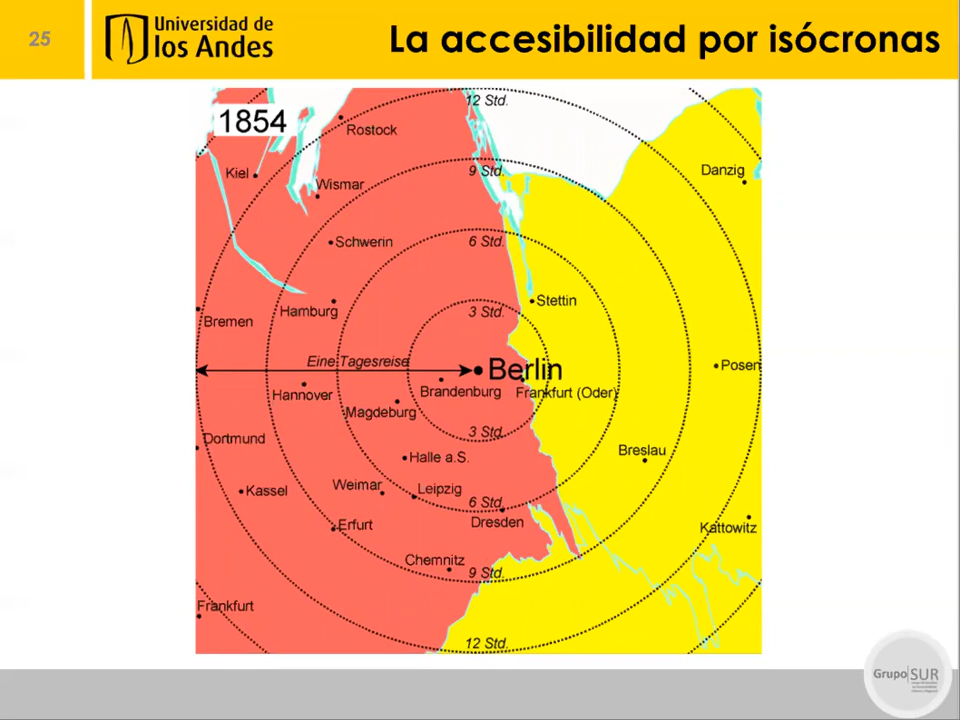 25
Universidad de
los Andes
La accesibilidad por isócronas
1854
12 Std.
Rostock
Kiel
9 Std.
Danzig
Wismar
Schwerin
6 Std.
Stettin
Hamburg
3 Std.
Bremen
Eine Tagesreise
Berlin
Posen
Hannover
Brandenburg
Frankfurt (Oder)
Magdeburg
3 Std.
Dortmund
Halle a.S.
Breslau
Weimar
Leipzig
Kassel
6 Std.
Dresden
Erfurt
Kattowitz
Chemnitz
9 Std.
Frankfurt
12 Std.
Grupo SUR